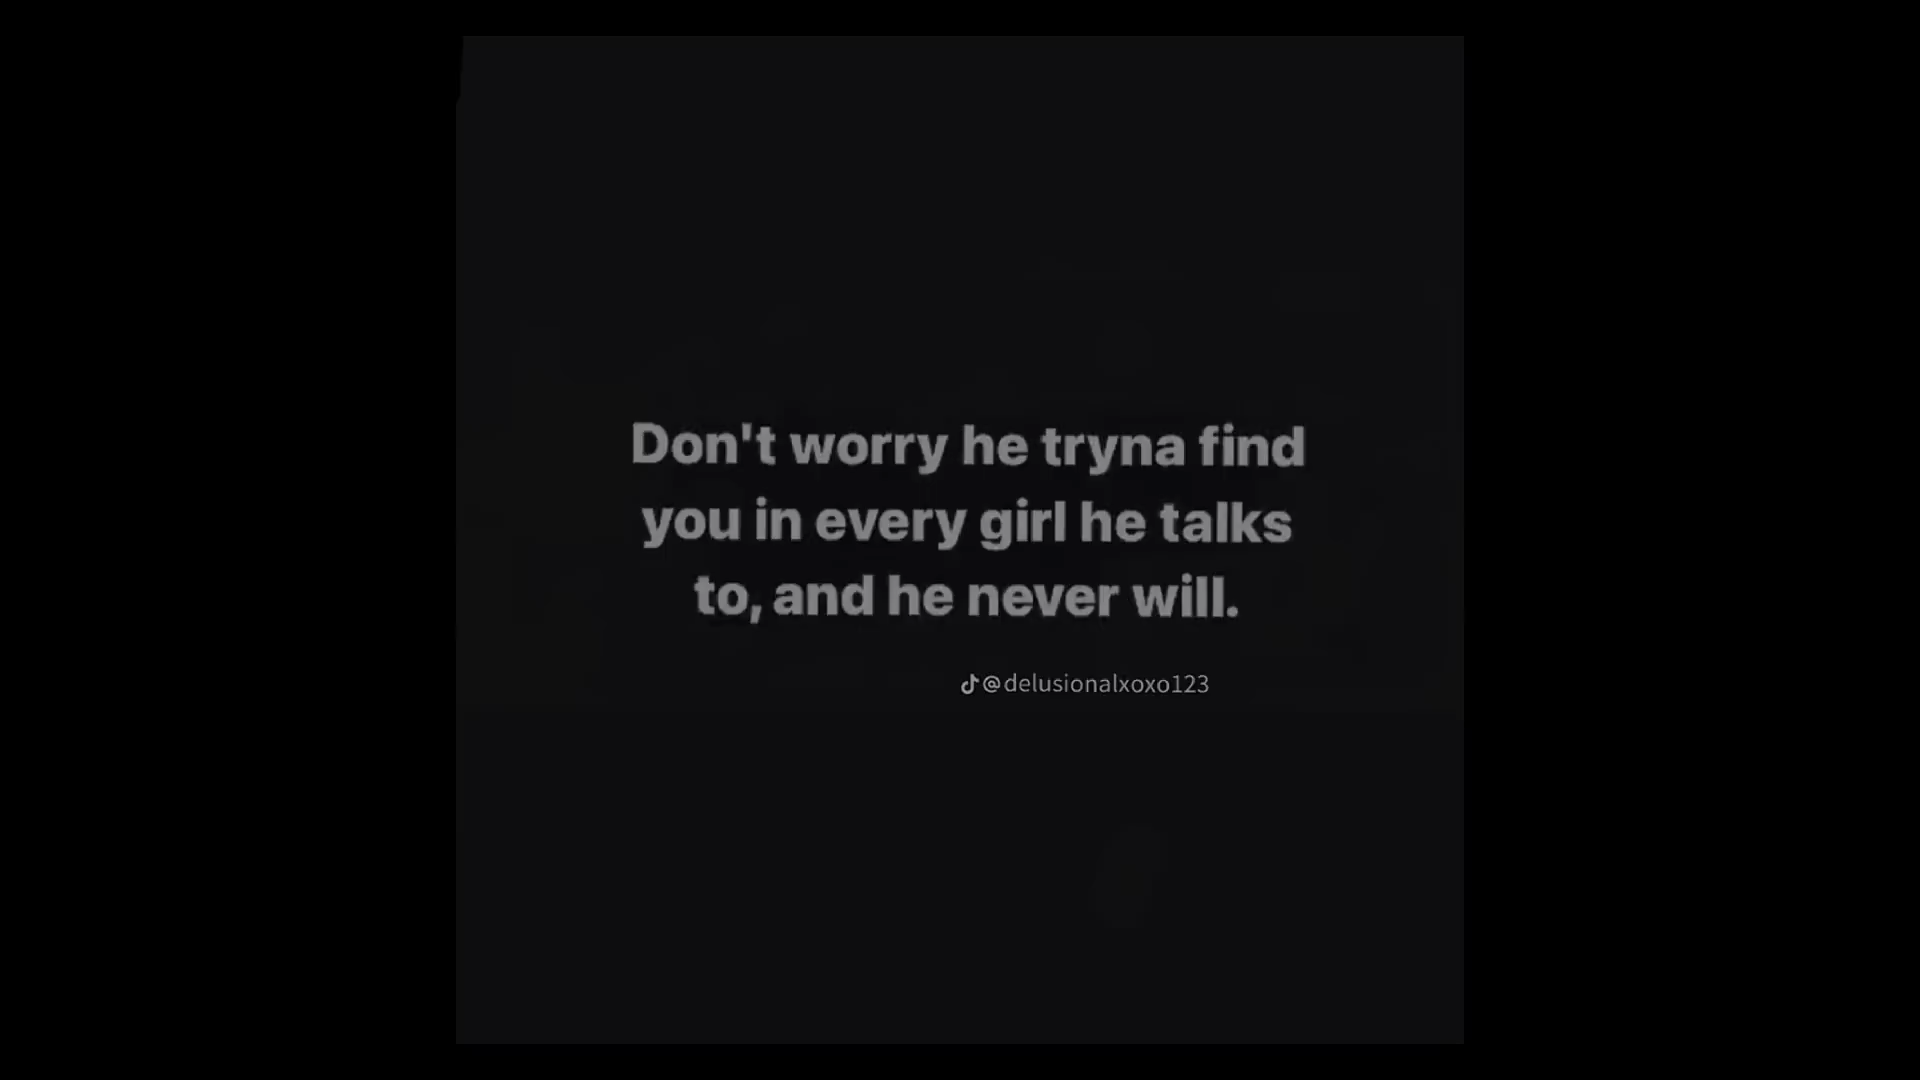 Don't worry he tryna find
you in every girl he talks
to, and he never will.
@delusionalxoxo123